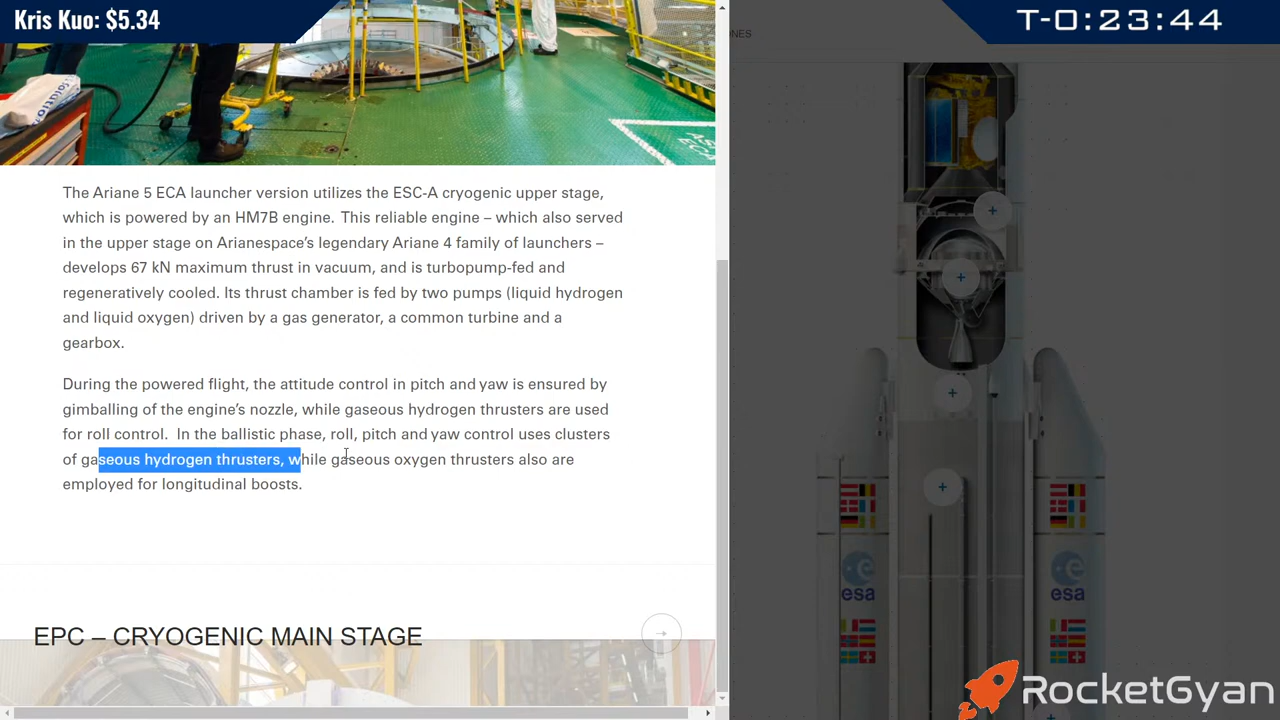 Kris Kuo: $5.34
T-0:23:44
The Ariane 5 ECA launcher version utilizes the ESC-A cryogenic upper stage,
which is powered by an HM7B engine. This reliable engine – which also served
in the upper stage on Arianespace’s legendary Ariane 4 family of launchers –
develops 67 kN maximum thrust in vacuum, and is turbopump-fed and
regeneratively cooled. Its thrust chamber is fed by two pumps (liquid hydrogen
and liquid oxygen) driven by a gas generator, a common turbine and a
gearbox.
During the powered flight, the attitude control in pitch and yaw is ensured by
gimballing of the engine’s nozzle, while gaseous hydrogen thrusters are used
for roll control. In the ballistic phase, roll, pitch and yaw control uses clusters
of gaseous hydrogen thrusters, while gaseous oxygen thrusters also are
employed for longitudinal boosts.
EPC – CRYOGENIC MAIN STAGE
esa
esa
RocketGyan